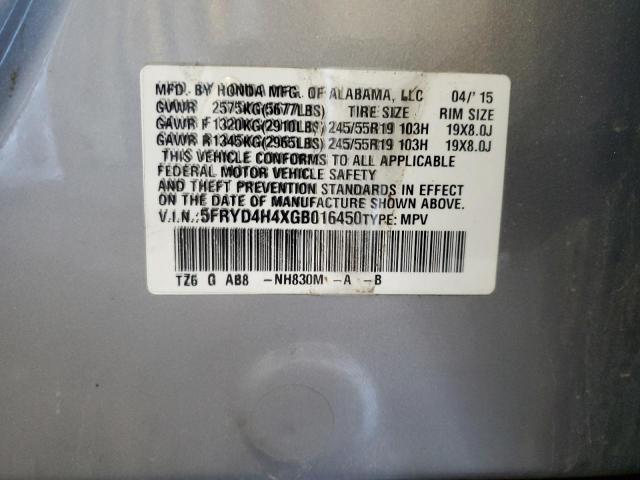 MFD. BY HONDA MFG. OF ALABAMA, LLC 04/'15
GVWR 2575KG(5677LBS) TIRE SIZE RIM SIZE
GAWR F 1320KG(2910LBS) 245/55R19 103H 19X8.0J
GAWR R 1345KG(2965LBS) 245/55R19 103H 19X8.0J
THIS VEHICLE CONFORMS TO ALL APPLICABLE
FEDERAL MOTOR VEHICLE SAFETY
AND THEFT PREVENTION STANDARDS IN EFFECT
ON THE DATE OF MANUFACTURE SHOWN ABOVE.
V.I.N.:5FRYD4H4XGB016450TYPE: MPV
TZ6 G AB8 -NH830M -A -B